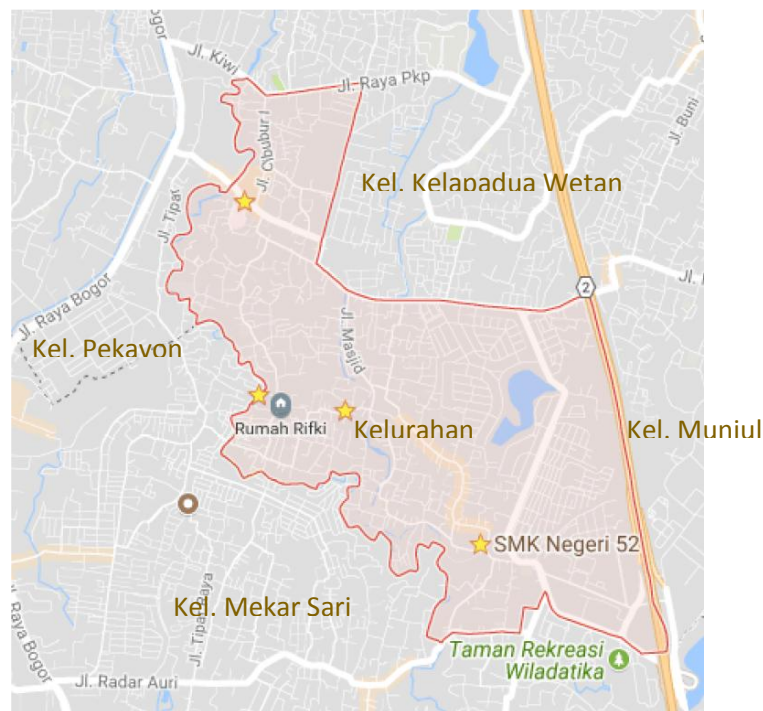 Bogor
Jl. Kiwi
Jl. Raya Pkp
Jl. Cibubur I
Jl. Buni
Kel. Kelapadua Wetan
Jl. Tipar
2
Jl. Raya Bogor
Jl. Masjid
Kel. Pekayon
Rumah Rifki
Kelurahan
Kel. Munjul
SMK Negeri 52
Kel. Mekar Sari
Jl. Tipar Raya
Raya Bogor
Taman Rekreasi
Wiladatika
Jl. Radar Auri